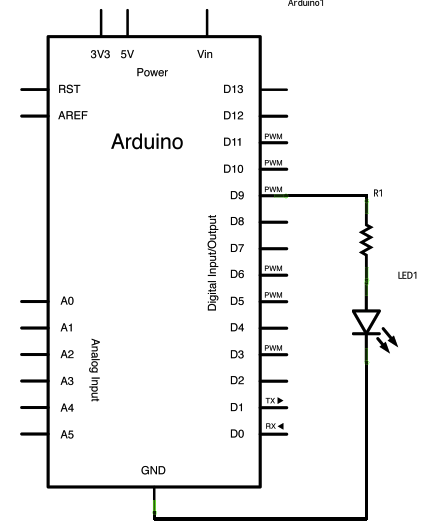 Arduino1
3V3 5V Vin
Power
RST
AREF
Arduino
D13
D12
D11 PWM
D10 PWM
D9 PWM
R1
D8
D7
D6 PWM
LED1
D5 PWM
D4
D3 PWM
D2
D1 TX
D0 RX
Digital Input/Output
A0
A1
A2
A3
A4
A5
Analog Input
GND